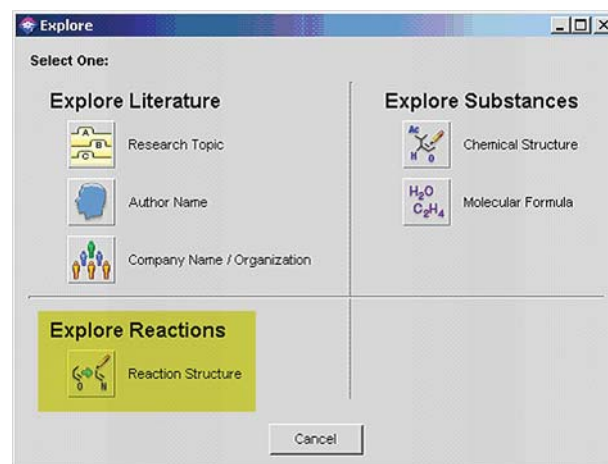 Explore
Select One:
Explore Literature
A
B
C
Research Topic
Author Name
Company Name / Organization
Explore Substances
Ac
N O
Chemical Structure
H2O
C2H4
Molecular Formula
Explore Reactions
O N
Reaction Structure
Cancel